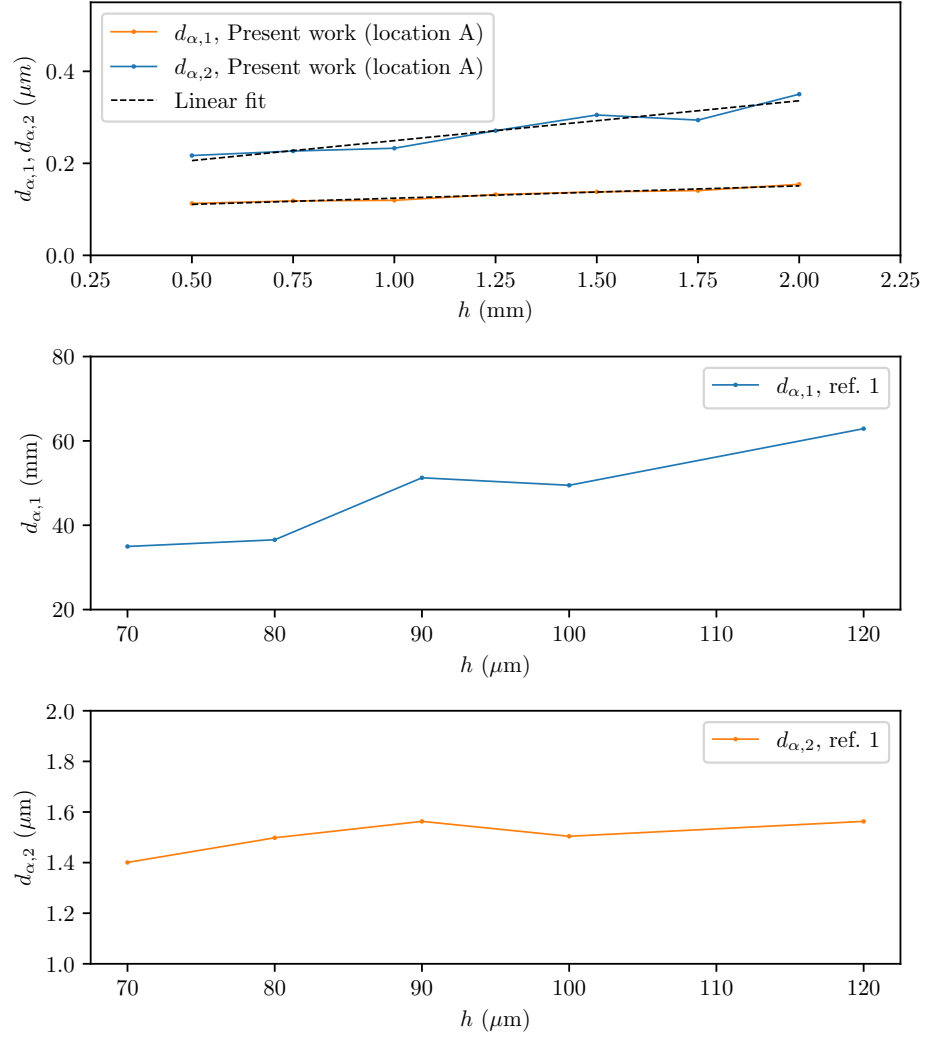 d_{α,1}, Present work (location A)
d_{α,2}, Present work (location A)
Linear fit
d_{α,1}, d_{α,2} (μm)
0.4
0.2
0.0
0.25 0.50 0.75 1.00 1.25 1.50 1.75 2.00 2.25
h (mm)
d_{α,1}, ref. 1
d_{α,1} (mm)
80
60
40
20
70 80 90 100 110 120
h (μm)
d_{α,2}, ref. 1
d_{α,2} (μm)
2.0
1.8
1.6
1.4
1.2
1.0
70 80 90 100 110 120
h (μm)